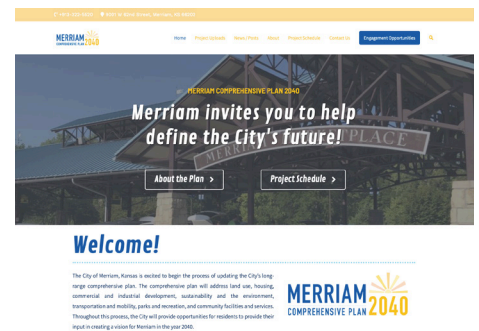 MERRIAM
COMPREHENSIVE PLAN 2040
Home Project Updates News / Posts About Project Schedule Contact Us Engagement Opportunities
MERRIAM COMPREHENSIVE PLAN 2040
Merriam invites you to help
define the City's future!
MERRIAM MARKETPLACE
About the Plan >
Project Schedule >
Welcome!
The City of Merriam, Kansas is excited to begin the process of updating the City's long-
range comprehensive plan. The comprehensive plan will address land use, housing,
commercial and industrial development, sustainability and the environment,
transportation and mobility, parks and recreation, and community facilities and services.
Throughout this process, the City will provide opportunities for residents to provide their
input in creating a vision for Merriam in the year 2040.
MERRIAM
COMPREHENSIVE PLAN 2040